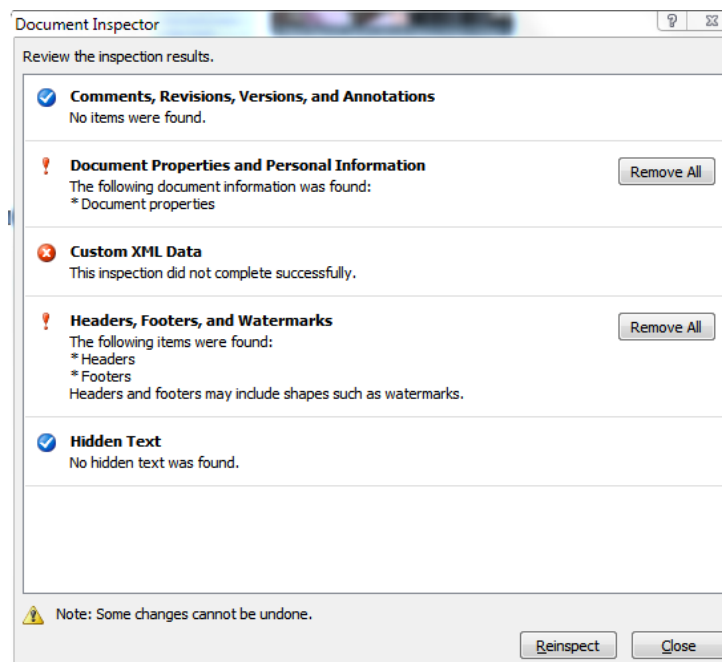 Document Inspector
Review the inspection results.
Comments, Revisions, Versions, and Annotations
No items were found.
Document Properties and Personal Information
Remove All
The following document information was found:
* Document properties
Custom XML Data
This inspection did not complete successfully.
Headers, Footers, and Watermarks
Remove All
The following items were found:
* Headers
* Footers
Headers and footers may include shapes such as watermarks.
Hidden Text
No hidden text was found.
Note: Some changes cannot be undone.
Reinspect Close